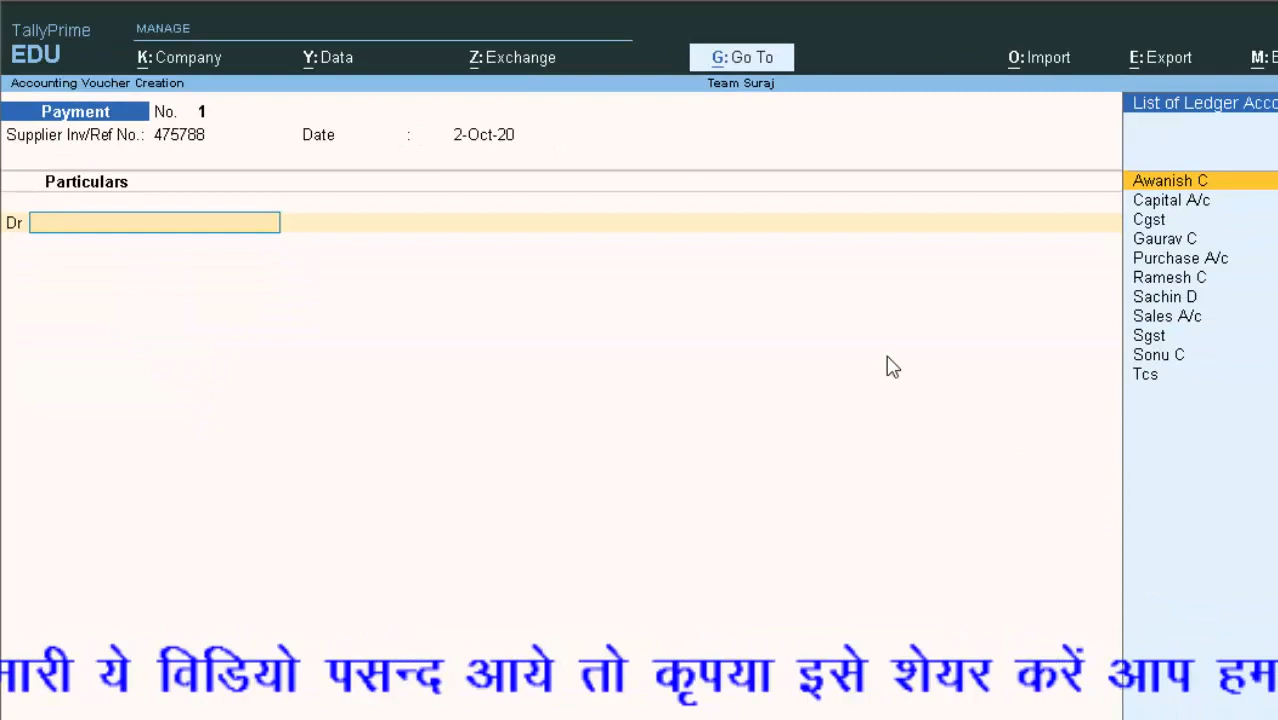 TallyPrime
EDU
MANAGE
K: Company
Y: Data
Z: Exchange
G: Go To
O: Import
E: Export
M:
Accounting Voucher Creation
Team Suraj
Payment No. 1
Supplier Inv/Ref No.: 475788 Date : 2-Oct-20
List of Ledger
Particulars
Dr
Awanish C
Capital A/c
Cgst
Gaurav C
Purchase A/c
Ramesh C
Sachin D
Sales A/c
Sgst
Sonu C
Tcs
ये विडियो पसन्द आये तो कृपया इसे शेयर करें आप